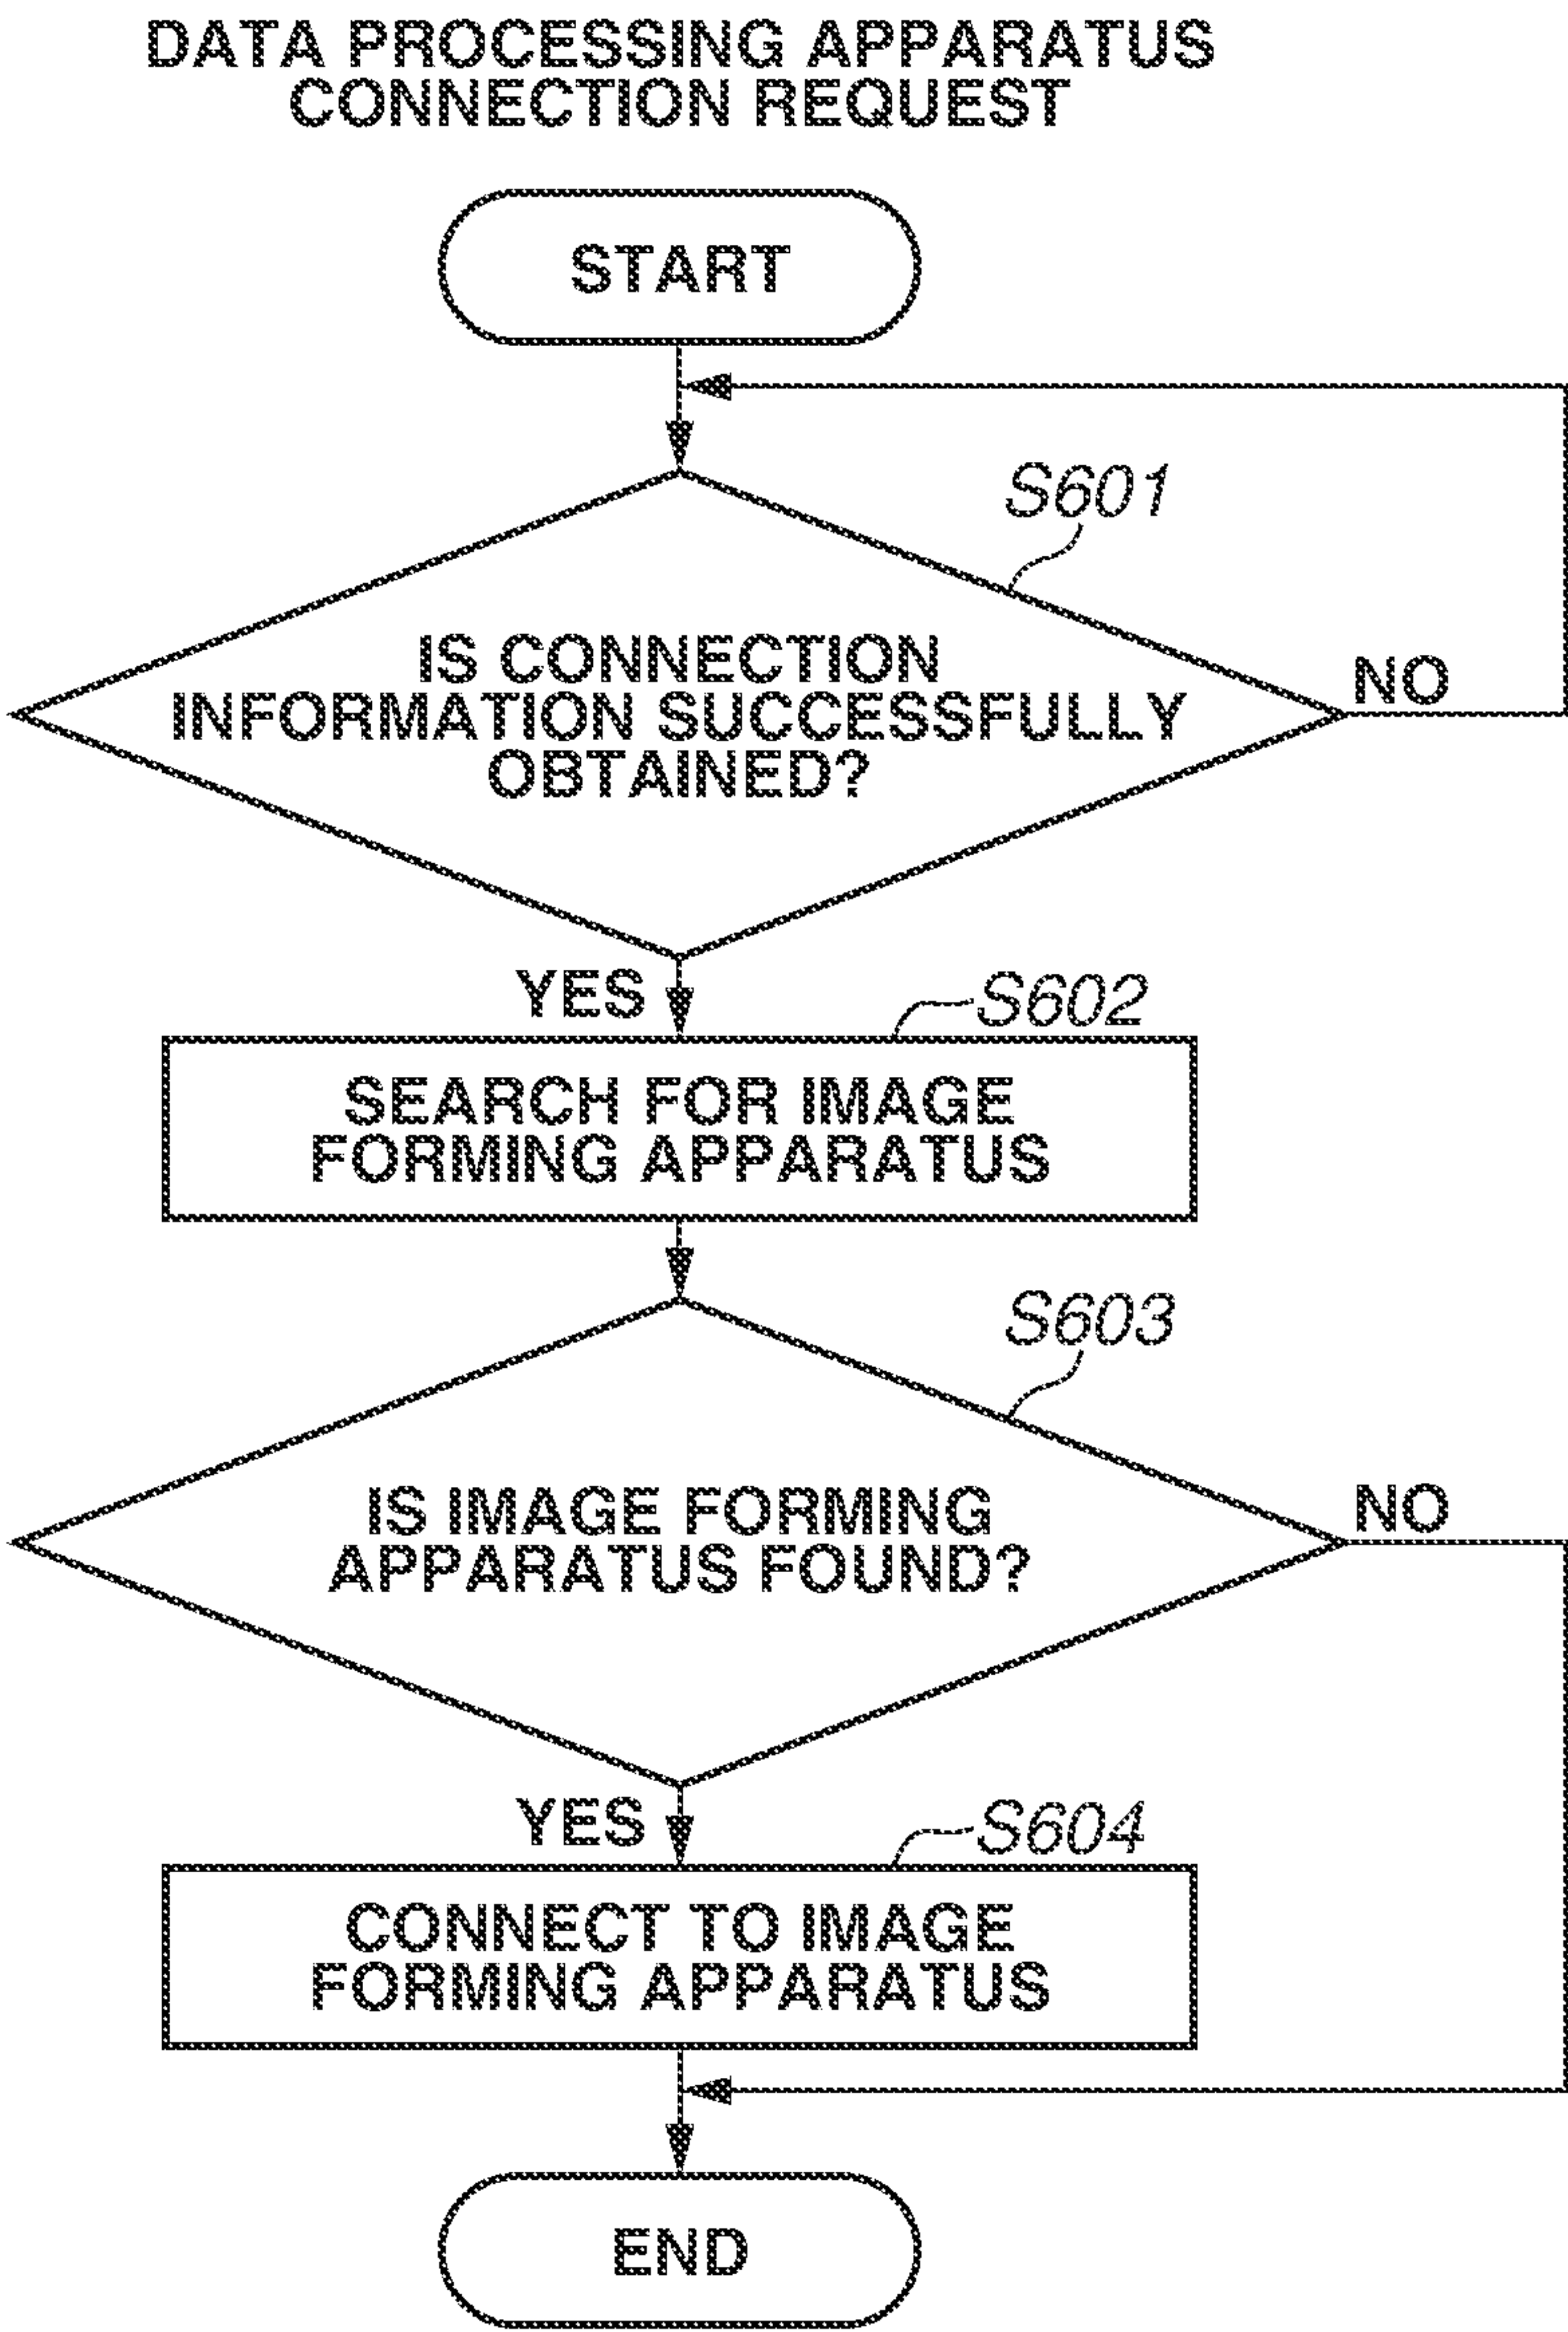 DATA PROCESSING APPARATUS
CONNECTION REQUEST
START
S601
IS CONNECTION
INFORMATION SUCCESSFULLY
OBTAINED?
NO
YES
S602
SEARCH FOR IMAGE
FORMING APPARATUS
S603
IS IMAGE FORMING
APPARATUS FOUND?
NO
YES
S604
CONNECT TO IMAGE
FORMING APPARATUS
END